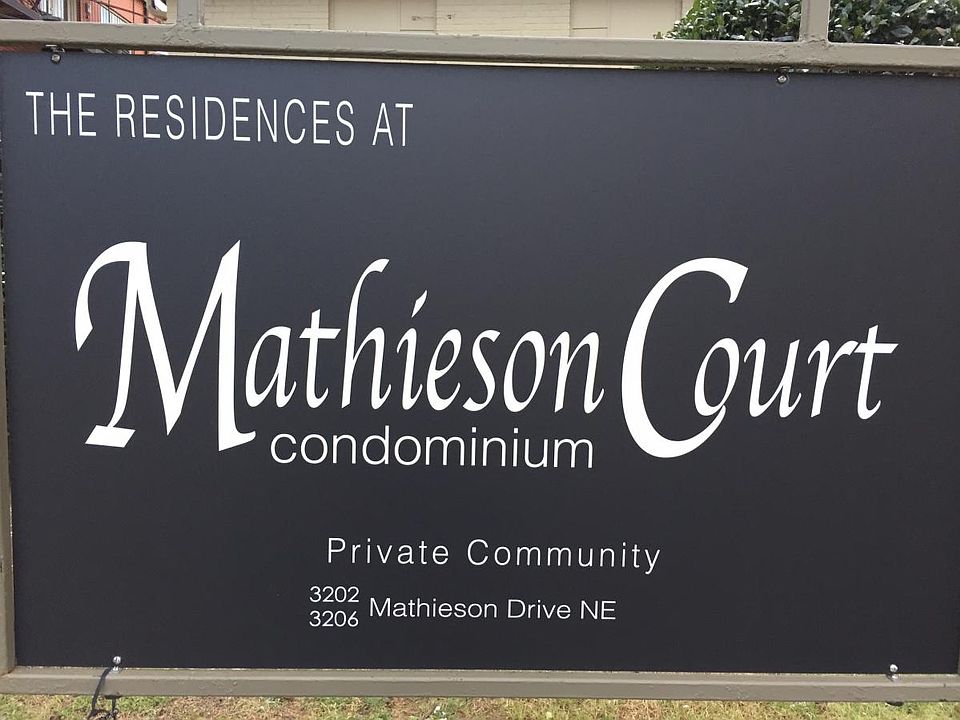 THE RESIDENCES AT
Mathieson Court
condominium
Private Community
3202
3206 Mathieson Drive NE